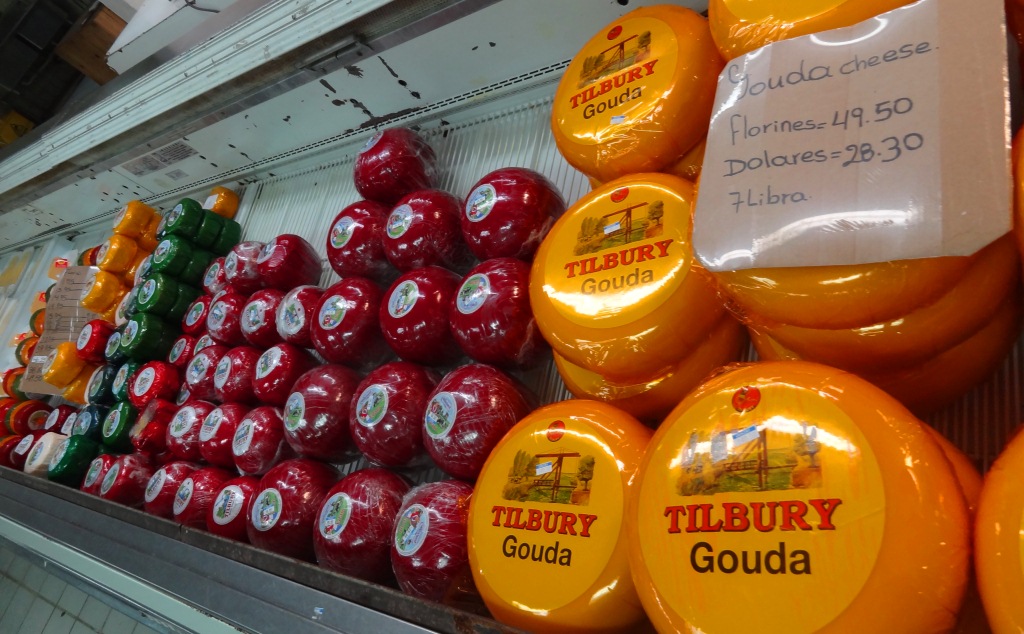 TILBURY
Gouda
Gouda cheese.
florines=49.50
Dolares=28.30
7Libra.
TILBURY
Gouda
TILBURY
Gouda
TILBURY
Gouda